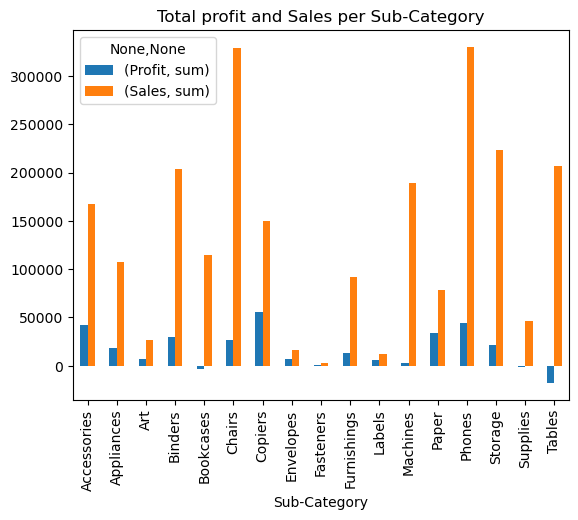 Total profit and Sales per Sub-Category
None,None
(Profit, sum)
(Sales, sum)
300000
250000
200000
150000
100000
50000
0
Accessories
Appliances
Art
Binders
Bookcases
Chairs
Copiers
Envelopes
Fasteners
Furnishings
Labels
Machines
Paper
Phones
Storage
Supplies
Tables
Sub-Category